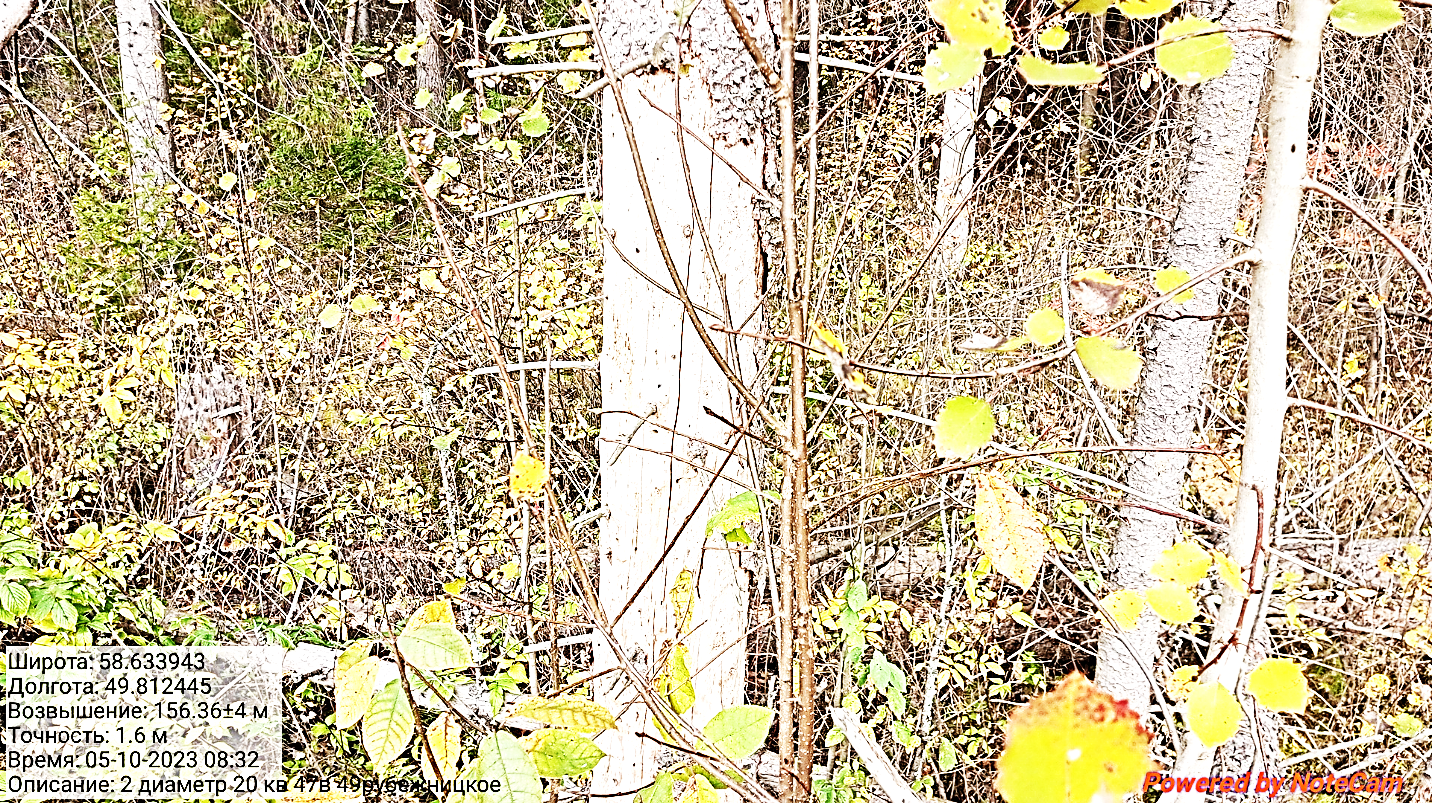 Широта: 58.633943
Долгота: 49.812445
Возвышение: 156.36±4 м
Точность: 1.6 м
Время: 05-10-2023 08:32
Описание: 2 диаметр 20 кв 47в 49рубежницкое
Powered by NoteCam